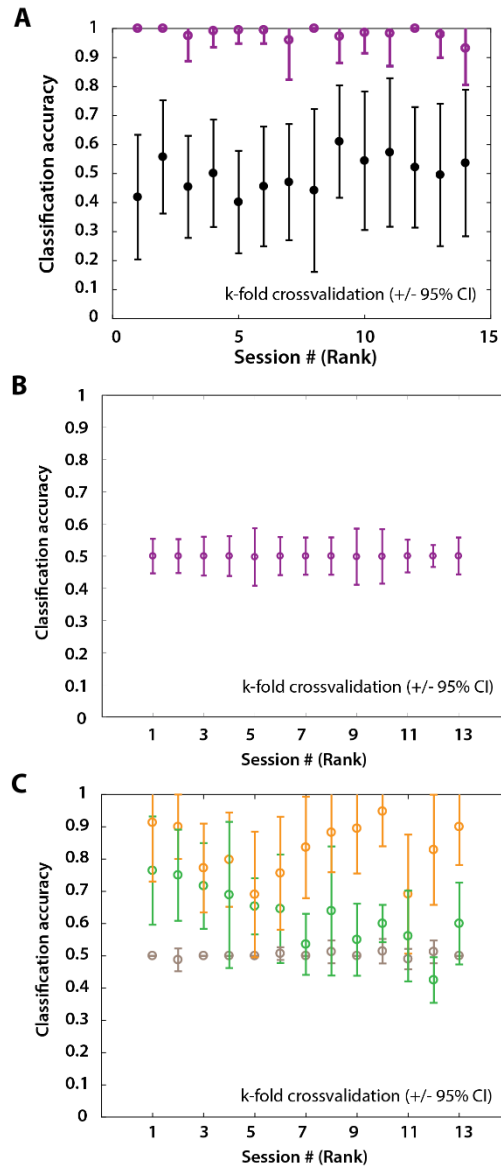 A
Classification accuracy
1
0.9
0.8
0.7
0.6
0.5
0.4
0.3
0.2
0.1
0
k-fold crossvalidation (+/- 95% CI)
0 5 10 15
Session # (Rank)
B
Classification accuracy
1
0.9
0.8
0.7
0.6
0.5
0.4
0.3
0.2
0.1
0
k-fold crossvalidation (+/- 95% CI)
1 3 5 7 9 11 13
Session # (Rank)
C
Classification accuracy
1
0.9
0.8
0.7
0.6
0.5
0.4
0.3
0.2
0.1
0
k-fold crossvalidation (+/- 95% CI)
1 3 5 7 9 11 13
Session # (Rank)